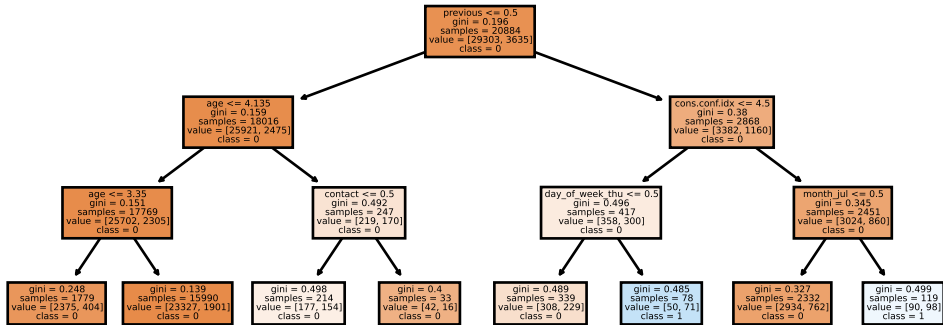 previous <= 0.5
gini = 0.196
samples = 20884
value = [29303, 3635]
class = 0
age <= 4.135
gini = 0.159
samples = 18016
value = [25921, 2475]
class = 0
cons.conf.idx <= 4.5
gini = 0.38
samples = 2868
value = [3382, 1160]
class = 0
age <= 3.35
gini = 0.151
samples = 17769
value = [25702, 2305]
class = 0
contact <= 0.5
gini = 0.492
samples = 247
value = [219, 170]
class = 0
day_of_week_thu <= 0.5
gini = 0.496
samples = 417
value = [358, 300]
class = 0
month_jul <= 0.5
gini = 0.345
samples = 2451
value = [3024, 860]
class = 0
gini = 0.248
samples = 1779
value = [2375, 404]
class = 0
gini = 0.139
samples = 15990
value = [23327, 1901]
class = 0
gini = 0.498
samples = 214
value = [177, 154]
class = 0
gini = 0.4
samples = 33
value = [42, 16]
class = 0
gini = 0.489
samples = 339
value = [308, 229]
class = 0
gini = 0.485
samples = 78
value = [50, 71]
class = 1
gini = 0.327
samples = 2332
value = [2934, 762]
class = 0
gini = 0.499
samples = 119
value = [90, 98]
class = 1